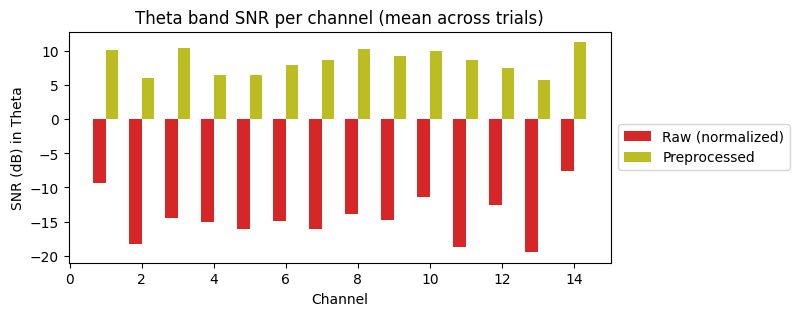 Theta band SNR per channel (mean across trials)
SNR (dB) in Theta
10
5
0
−5
−10
−15
−20
0 2 4 6 8 10 12 14
Channel
Raw (normalized)
Preprocessed